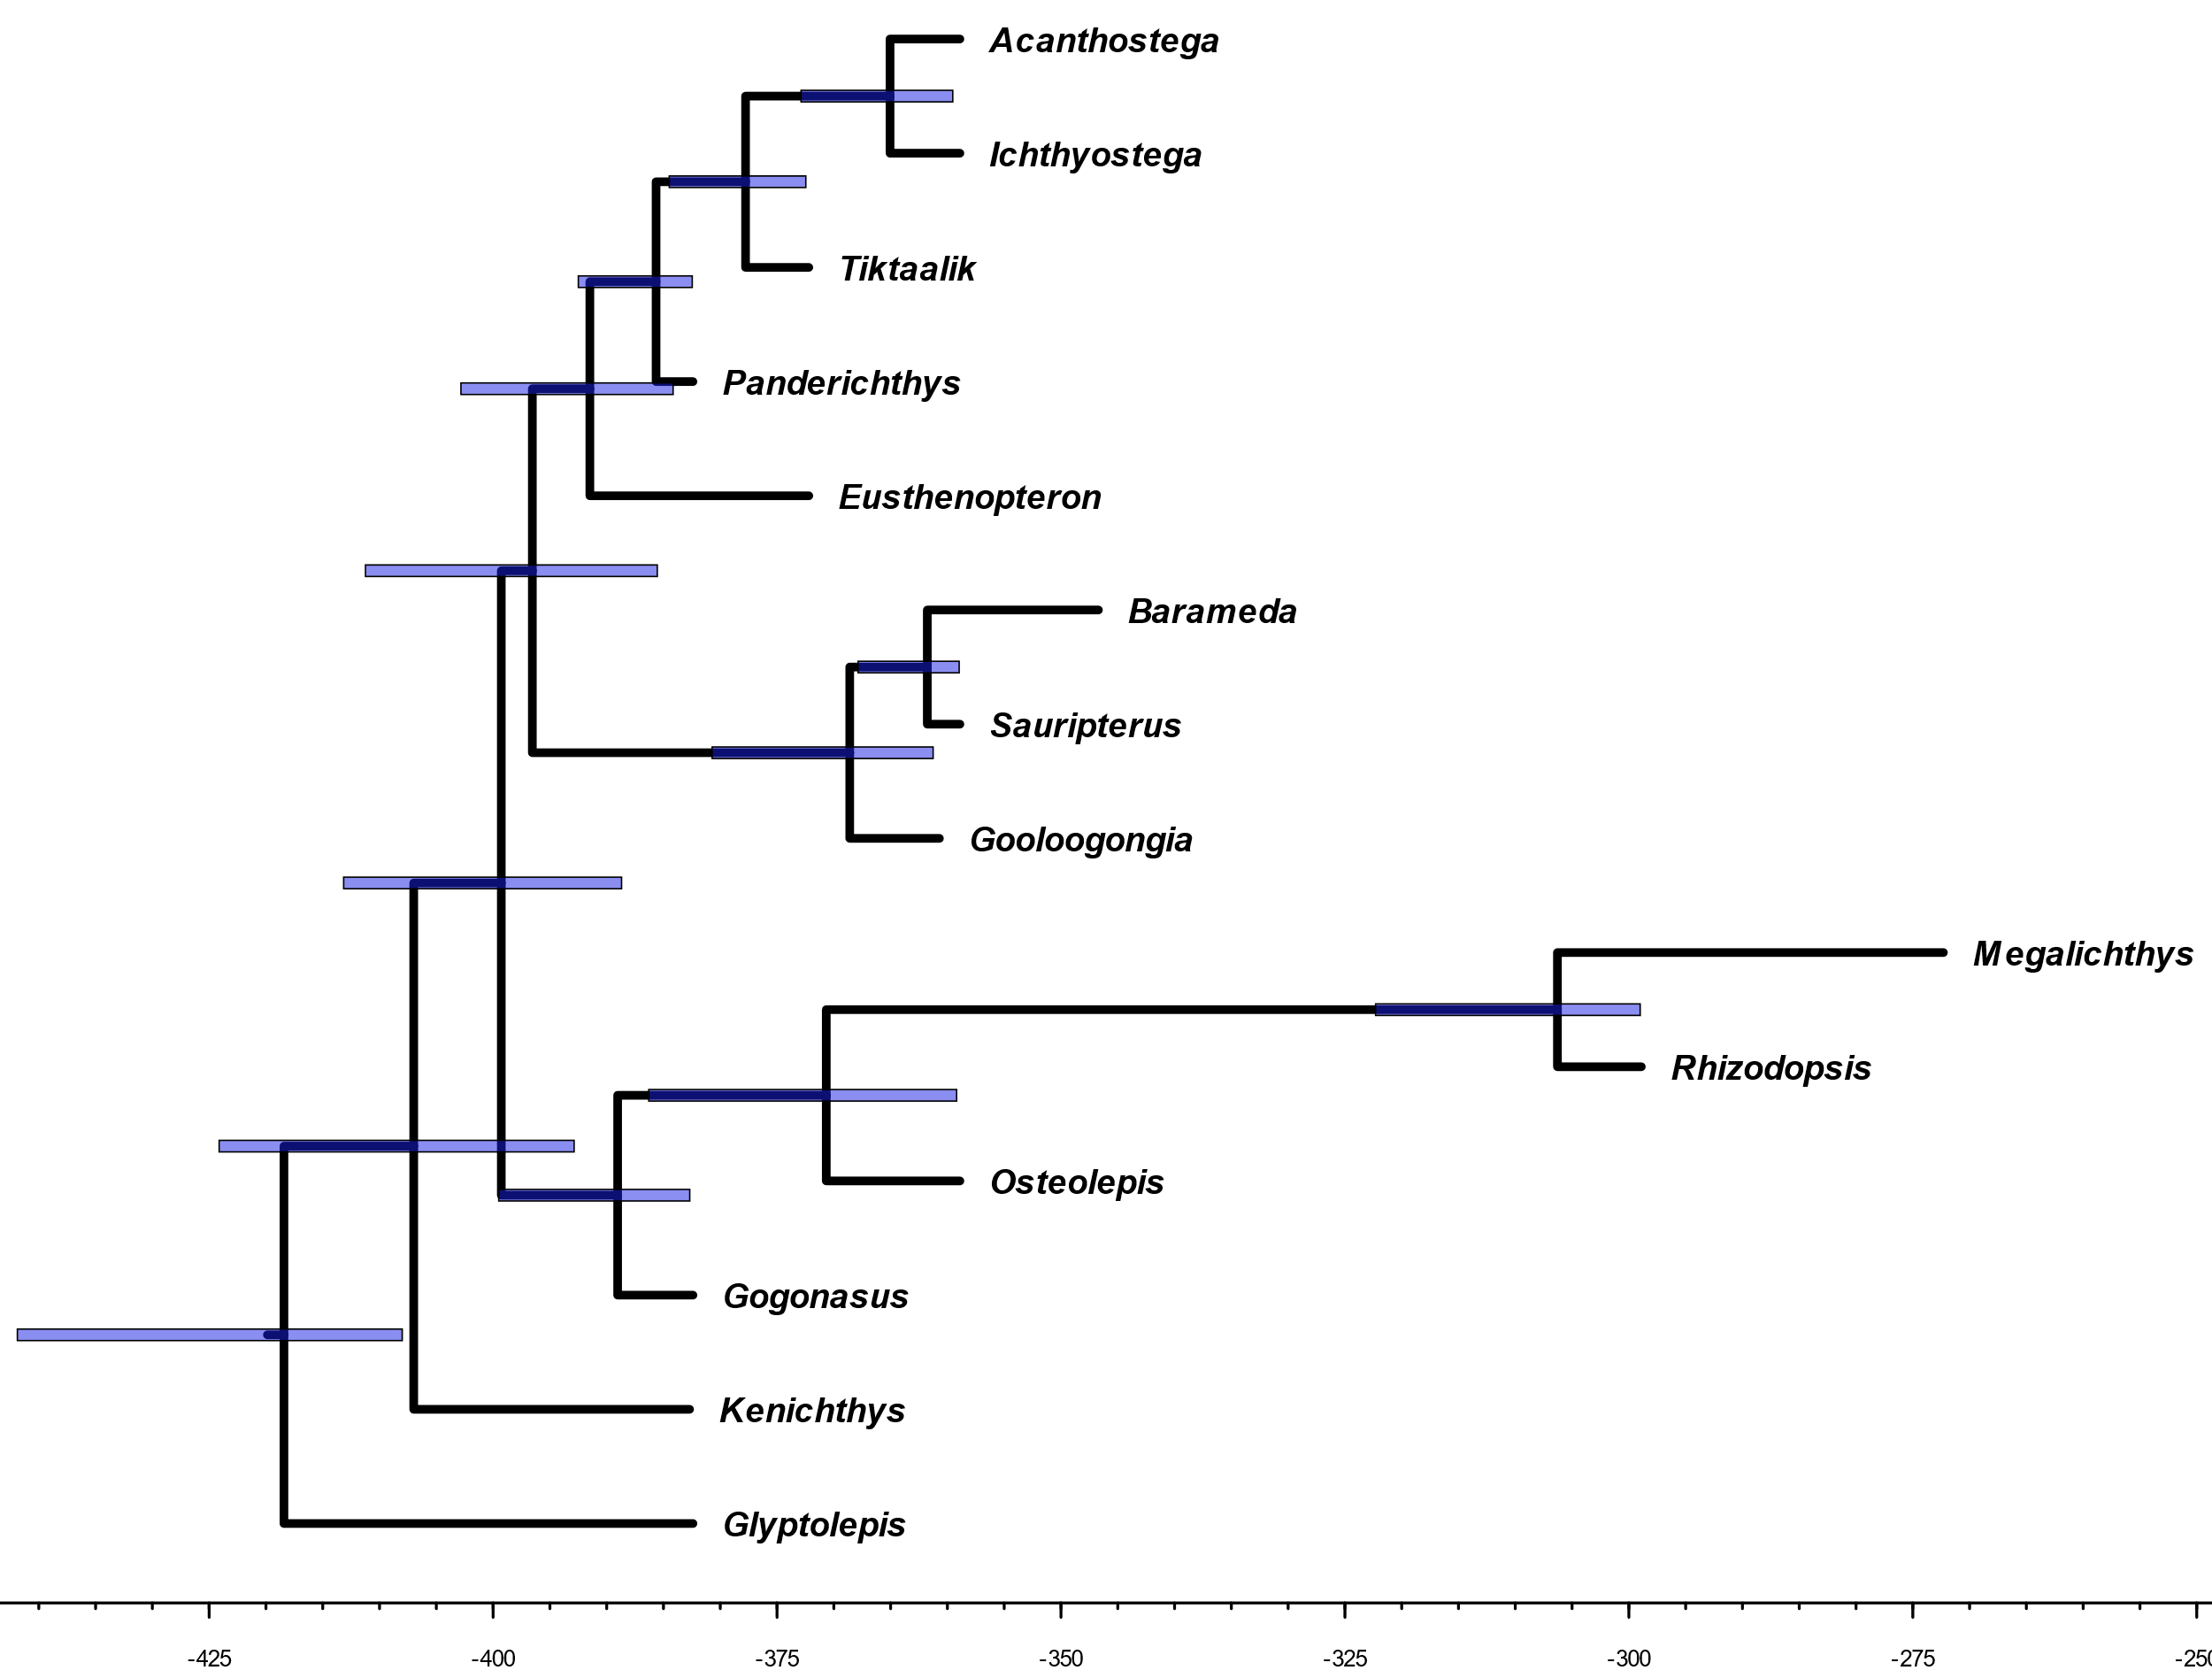 Acanthostega
Ichthyostega
Tiktaalik
Panderichthys
Eusthenopteron
Barameda
Sauripterus
Gooloogongia
Megalichthys
Rhizodopsis
Osteolepis
Gogonasus
Kenichthys
Glyptolepis
-425 -400 -375 -350 -325 -300 -275 -250